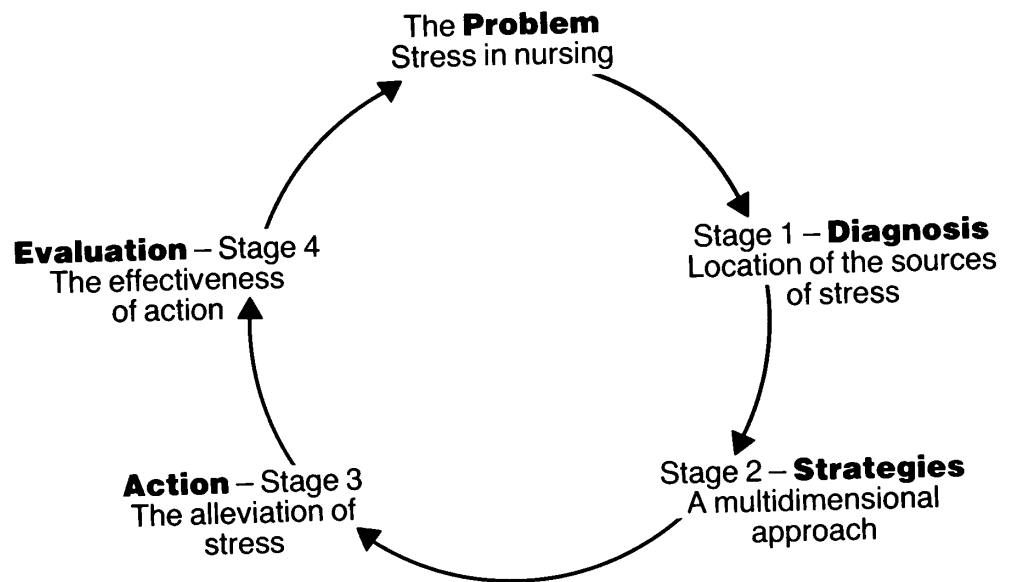 The Problem
Stress in nursing
Stage 1 – Diagnosis
Location of the sources
of stress
Stage 2 – Strategies
A multidimensional
approach
Action – Stage 3
The alleviation of
stress
Evaluation – Stage 4
The effectiveness
of action